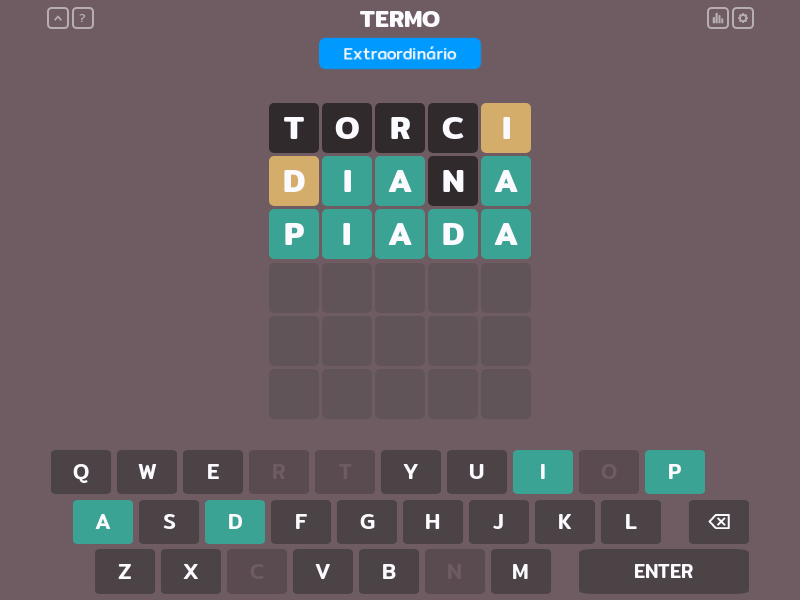 ?
TERMO
Extraordinário
T O R C I
D I A N A
P I A D A
Q W E R T Y U I O P
A S D F G H J K L
Z X C V B N M ENTER